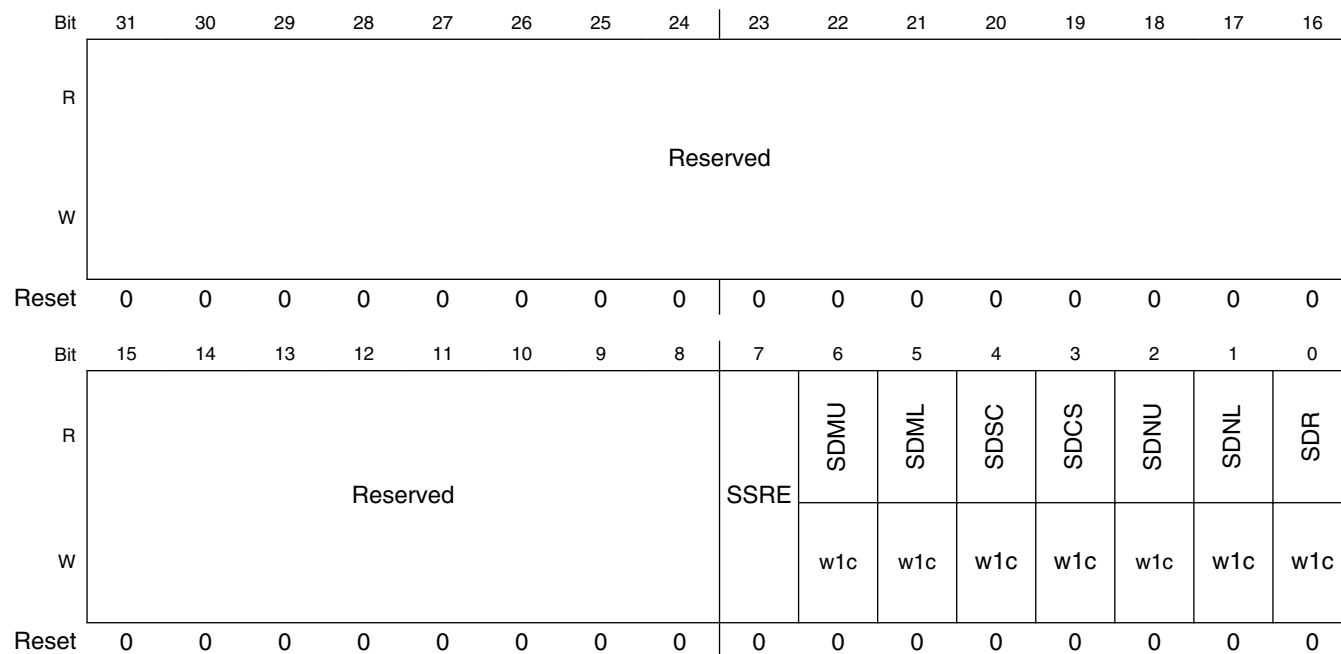 Bit 31 30 29 28 27 26 25 24 23 22 21 20 19 18 17 16
R
Reserved
W
Reset 0 0 0 0 0 0 0 0 0 0 0 0 0 0 0 0
Bit 15 14 13 12 11 10 9 8 7 6 5 4 3 2 1 0
R SDMU SDML SDSC SDCS SDNU SDNL SDR
Reserved SSRE
W w1c w1c w1c w1c w1c w1c w1c
Reset 0 0 0 0 0 0 0 0 0 0 0 0 0 0 0 0